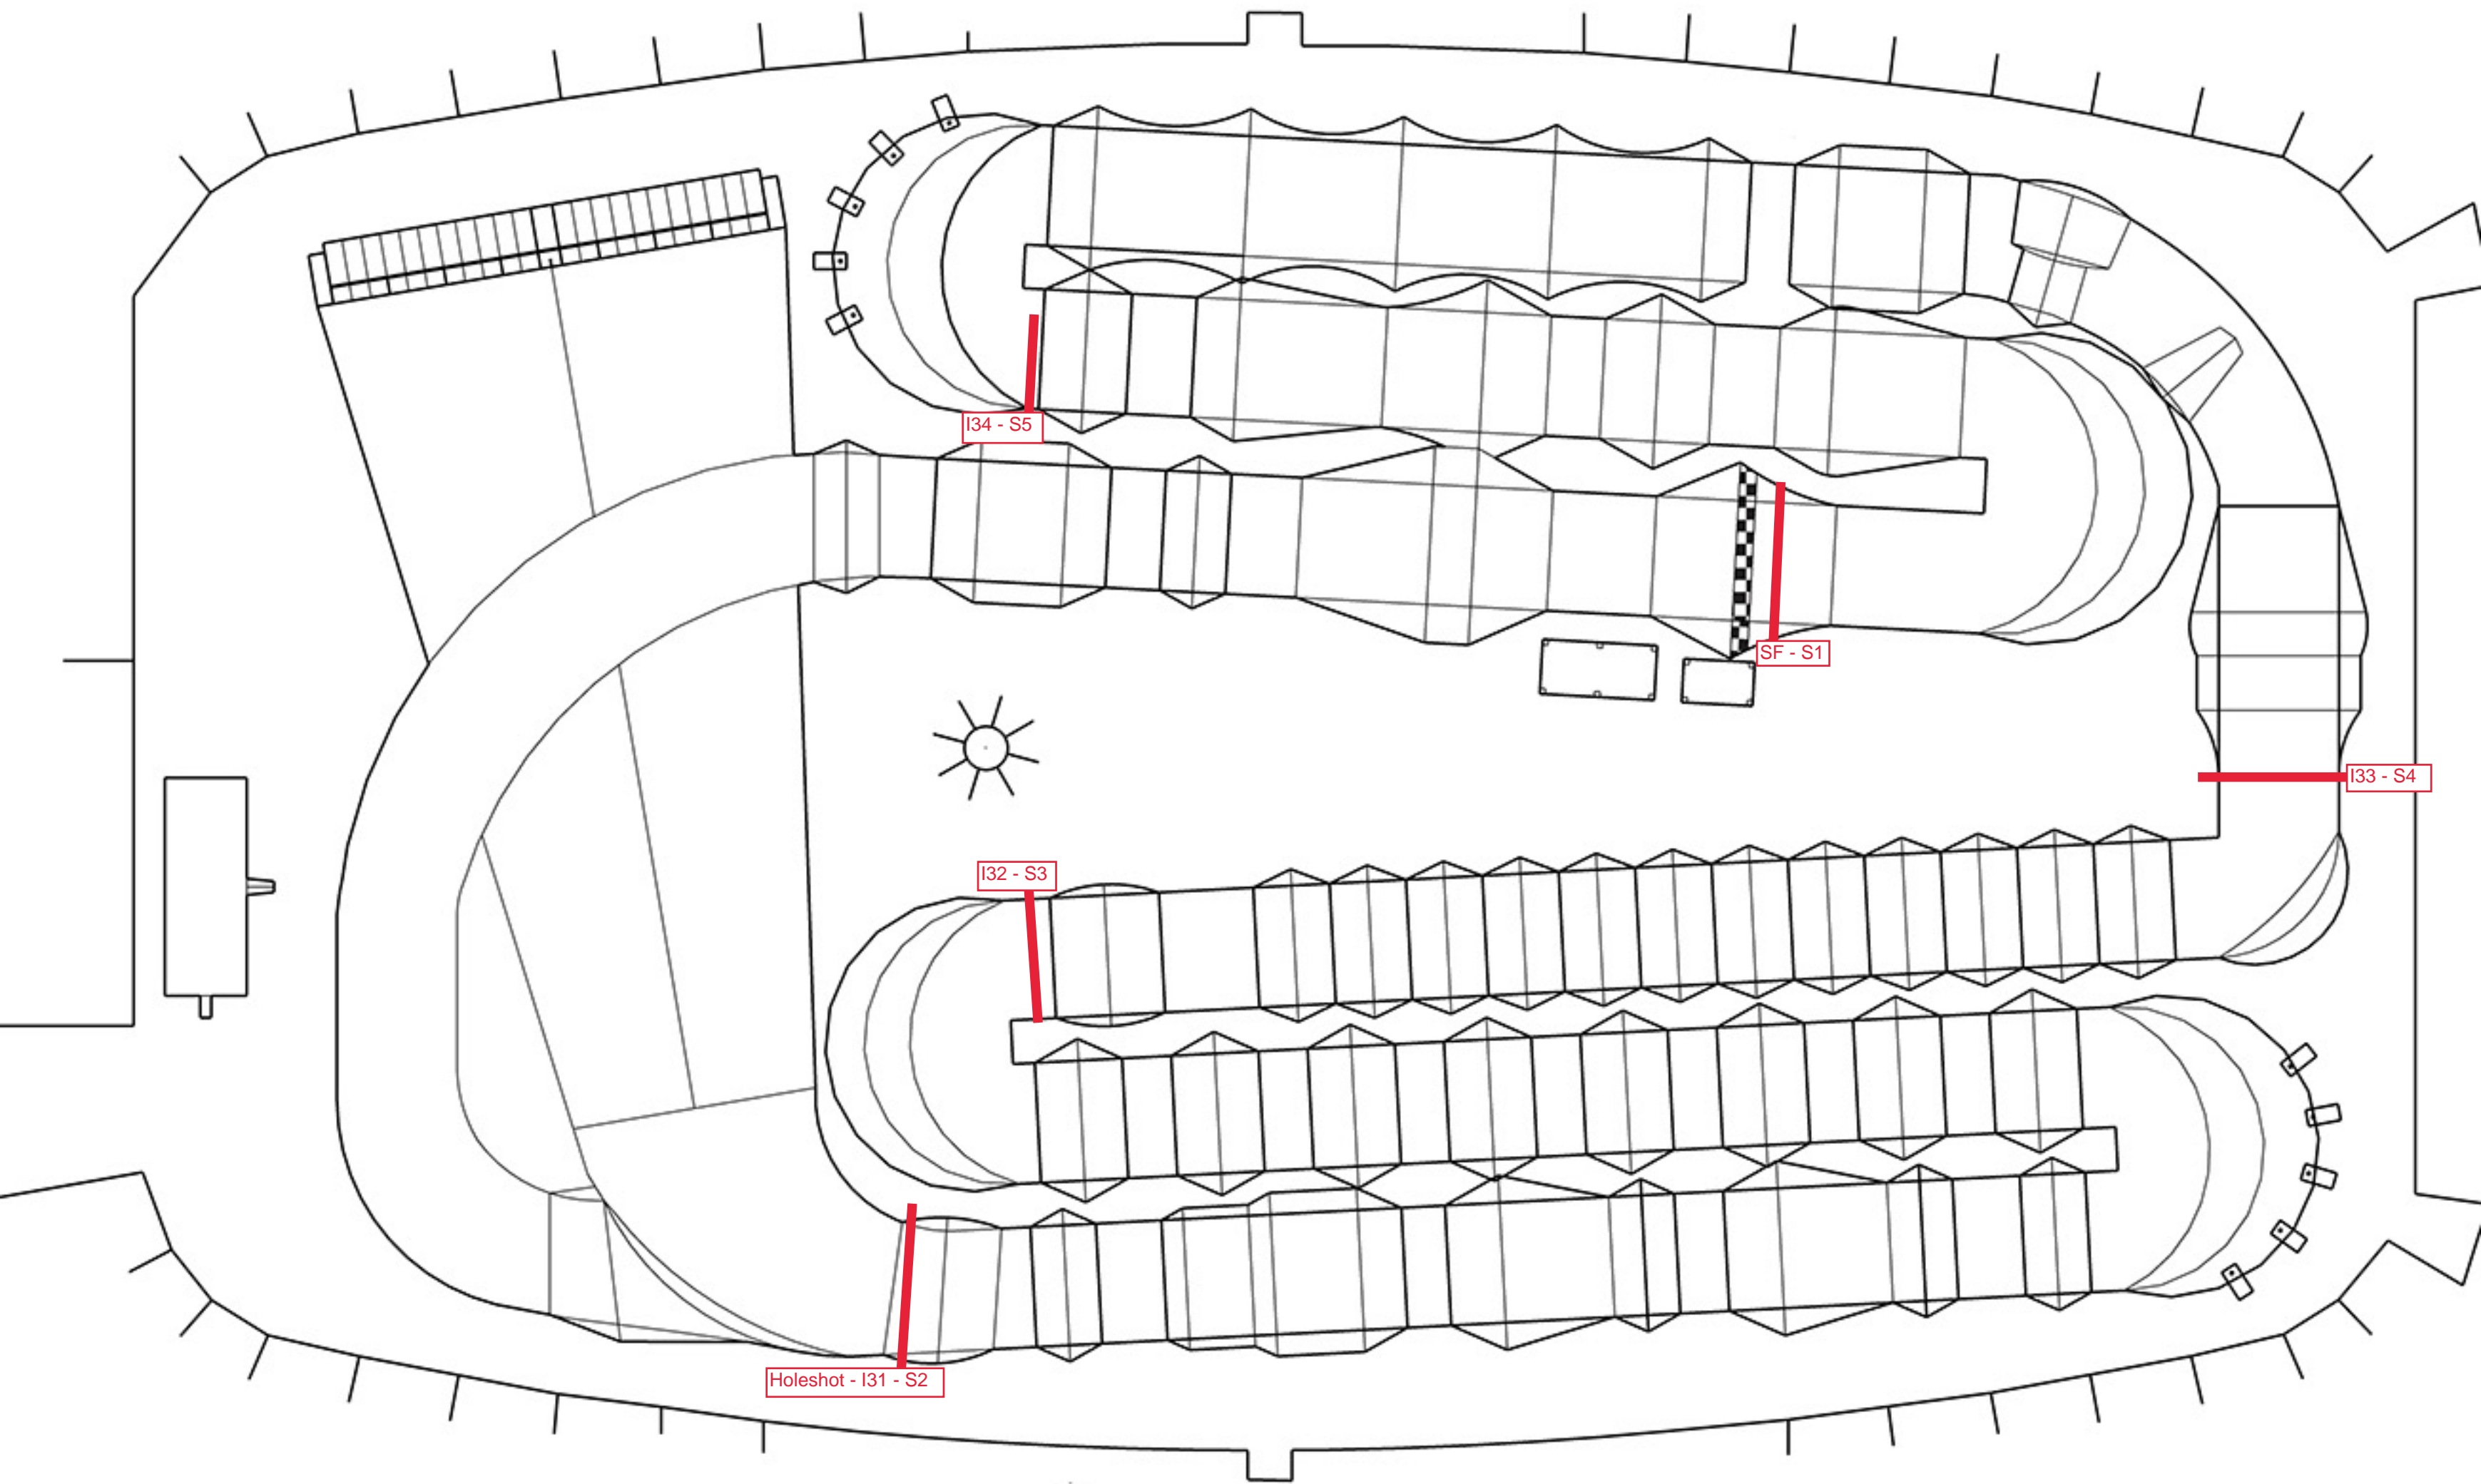 I34 - S5
SF - S1
I33 - S4
I32 - S3
Holeshot - I31 - S2